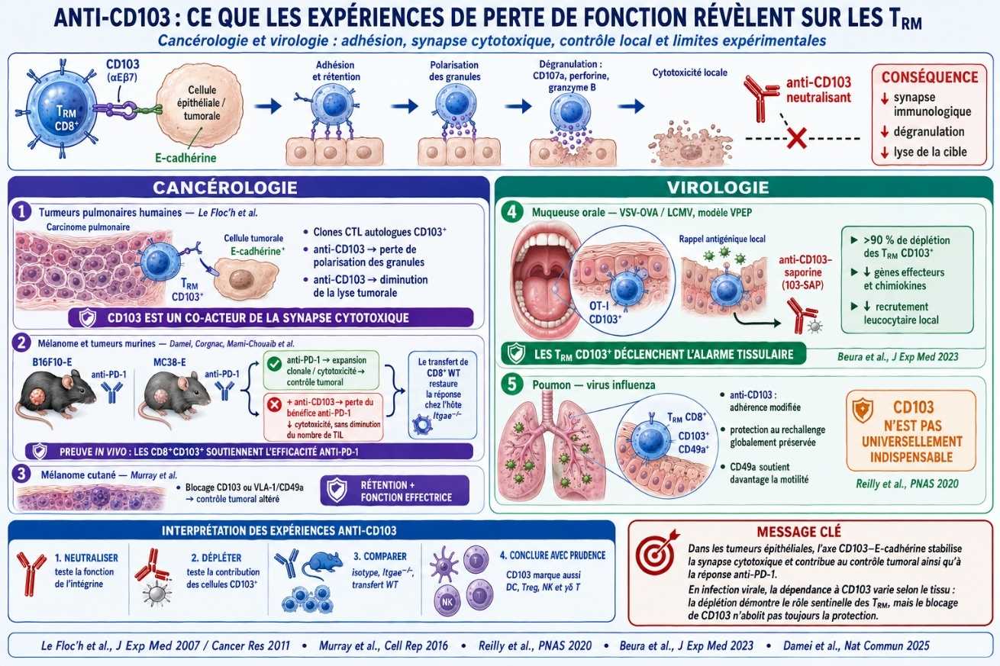 ANTI-CD103 : CE QUE LES EXPÉRIENCES DE PERTE DE FONCTION RÉVÈLENT SUR LES TRM
Cancérologie et virologie : adhésion, synapse cytotoxique, contrôle local et limites expérimentales
CD103
(αEβ7)
TRM
CD8⁺
Cellule
épithéliale /
tumorale
E-cadhérine
Adhésion
et rétention
Polarisation
des granules
Dégranulation :
CD107a, perforine,
granzyme B
Cytotoxicité locale
anti-CD103
neutralisant
CONSÉQUENCE
↓ synapse
immunologique
↓ dégranulation
↓ lyse de la cible
CANCÉROLOGIE
1 Tumeurs pulmonaires humaines — Le Floc'h et al.
Carcinome pulmonaire
TRM
CD103⁺
Cellule tumorale
E-cadhérine⁺
• Clones CTL autologues CD103⁺
• anti-CD103 → perte de
polarisation des granules
• anti-CD103 → diminution
de la lyse tumorale
CD103 EST UN CO-ACTEUR DE LA SYNAPSE CYTOTOXIQUE
2 Mélanome et tumeurs murines — Damei, Corgnac, Mami-Chouaib et al.
B16F10-E
anti-PD-1
MC38-E
anti-PD-1
anti-PD-1 → expansion
clonale / cytotoxicité →
contrôle tumoral
+ anti-CD103 → perte du
bénéfice anti-PD-1
↓ cytotoxicité, sans diminution
du nombre de TIL
Le transfert de
CD8⁺ WT
restaure
la réponse
chez l'hôte
Itgae⁻/⁻
PREUVE IN VIVO : LES CD8⁺CD103⁺ SOUTIENNENT L'EFFICACITÉ ANTI-PD-1
3 Mélanome cutané — Murray et al.
• Blocage CD103 ou VLA-1/CD49a
→ contrôle tumoral altéré
RÉTENTION +
FONCTION EFFECTRICE
VIROLOGIE
4 Muqueuse orale — VSV-OVA / LCMV, modèle VPEP
OT-I
CD103⁺
Rappel antigénique local
anti-CD103–
saporine
(103-SAP)
▶ >90 % de déplétion
des TRM CD103⁺
▶ ↓ gènes effecteurs
et chimiokines
▶ ↓ recrutement
leucocytaire local
LES TRM CD103⁺ DÉCLENCHENT L'ALARME TISSULAIRE
Beura et al., J Exp Med 2023
5 Poumon — virus influenza
TRM CD8⁺
CD103⁺
CD49a⁺
• anti-CD103 :
adhérence modifiée
• protection au rechallenge
globalement préservée
• CD49a soutient
davantage la motilité
CD103
N'EST PAS
UNIVERSELLEMENT
INDISPENSABLE
Reilly et al., PNAS 2020
INTERPRÉTATION DES EXPÉRIENCES ANTI-CD103
1. NEUTRALISER
teste la fonction
de l'intégrine
2. DÉPLÉTER
teste la contribution
des cellules CD103⁺
3. COMPARER
isotype, Itgae⁻/⁻,
transfert WT
T
NK
4. CONCLURE AVEC PRUDENCE
CD103 marque aussi
DC, Treg, NK et γδ T
MESSAGE CLÉ
Dans les tumeurs épithéliales, l'axe CD103–E-cadhérine stabilise
la synapse cytotoxique et contribue au contrôle tumoral ainsi qu'à
la réponse anti-PD-1.
En infection virale, la dépendance à CD103 varie selon le tissu :
la déplétion démontre le rôle sentinelle des TRM, mais le blocage
de CD103 n'abolit pas toujours la protection.
Le Floc'h et al., J Exp Med 2007 / Cancer Res 2011 • Murray et al., Cell Rep 2016 • Reilly et al., PNAS 2020 • Beura et al., J Exp Med 2023 • Damei et al., Nat Commun 2025